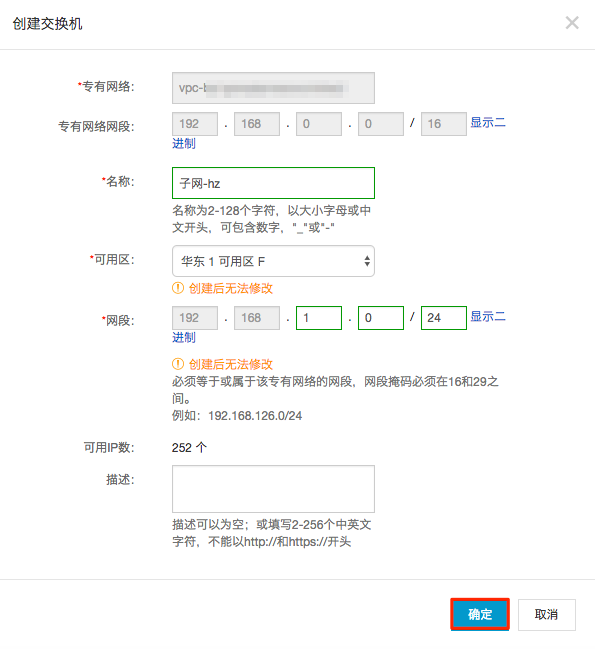 创建交换机
*专有网络: vpc-b
专有网络网段: 192 . 168 . 0 . 0 / 16 显示二
进制
*名称: 子网-hz
名称为2-128个字符，以大小字母或中
文开头，可包含数字，"_"或"-"
*可用区: 华东 1 可用区 F
创建后无法修改
*网段: 192 . 168 . 1 . 0 / 24 显示二
进制
创建后无法修改
必须等于或属于该专有网络的网段，网段掩码必须在16和29之
间。
例如：192.168.126.0/24
可用IP数: 252 个
描述:
描述可以为空；或填写2-256个中英文
字符，不能以http://和https://开头
确定 取消